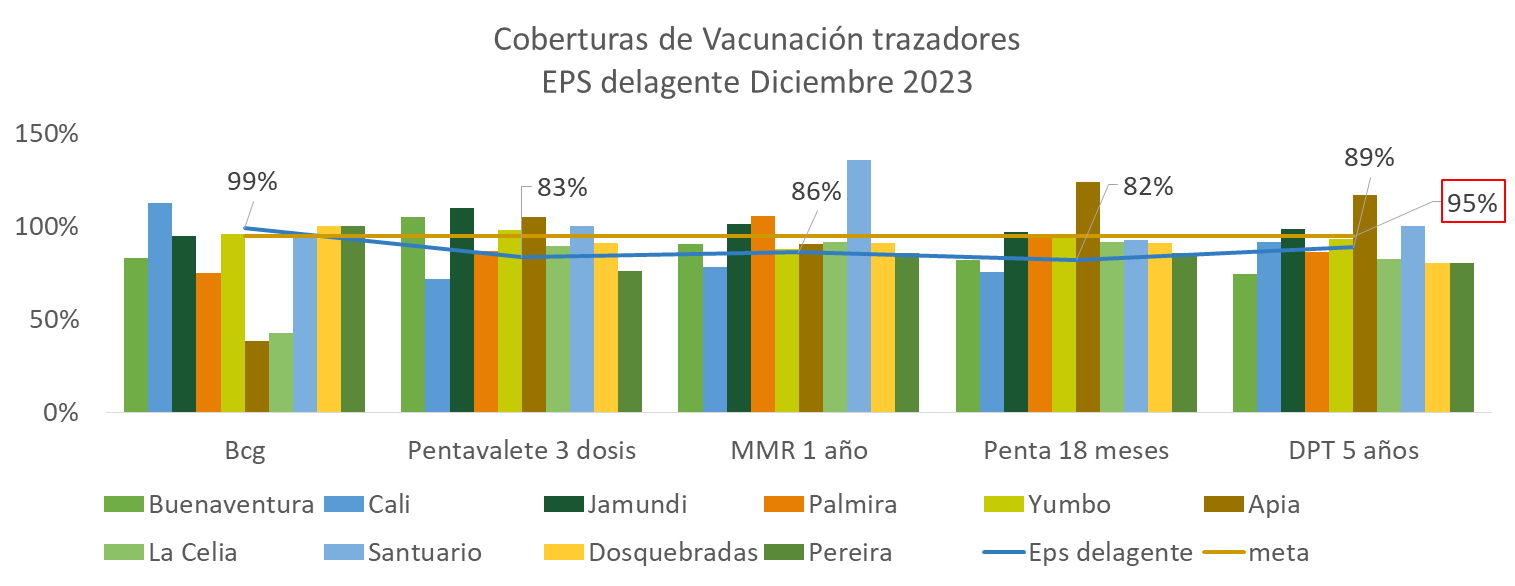 Coberturas de Vacunación trazadores
EPS delagente Diciembre 2023
150%
100%
50%
0%
99%
83%
86%
82%
89%
95%
Bcg
Pentavalete 3 dosis
MMR 1 año
Penta 18 meses
DPT 5 años
Buenaventura Cali Jamundi Palmira Yumbo Apia
La Celia Santuario Dosquebradas Pereira Eps delagente meta